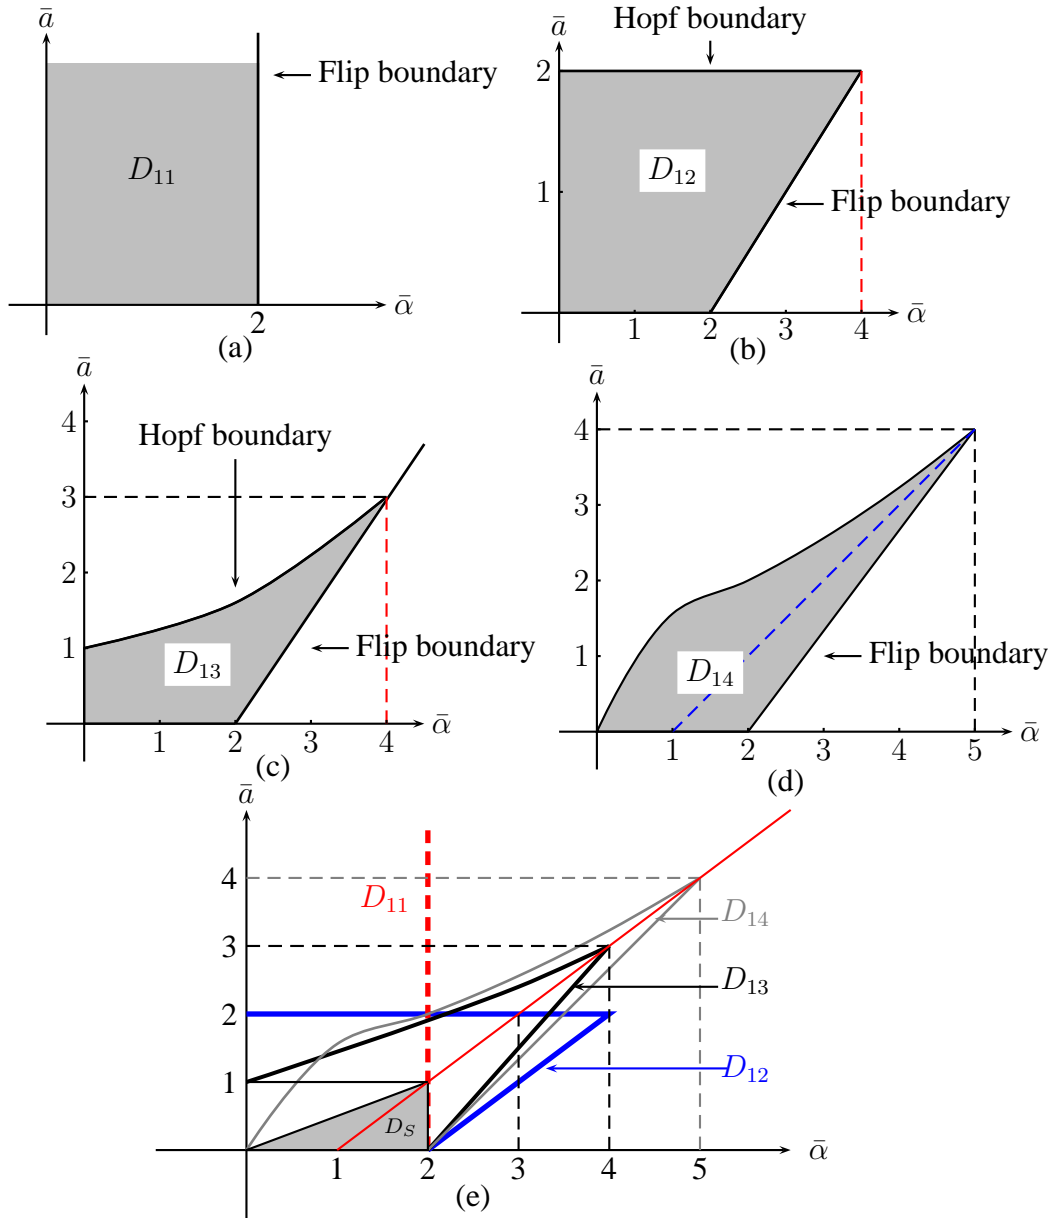 ā
Flip boundary
D₁₁
2
ᾱ
(a)
ā
Hopf boundary
2
1
D₁₂
Flip boundary
1 2 3 4
ᾱ
(b)
ā
4
3
2
1
Hopf boundary
D₁₃
Flip boundary
1 2 3 4
ᾱ
(c)
ā
4
3
2
1
D₁₄
Flip boundary
1 2 3 4 5
ᾱ
(d)
ā
4
3
2
1
D₁₁
D₁₄
D₁₃
D₁₂
D_S
1 2 3 4 5
ᾱ
(e)